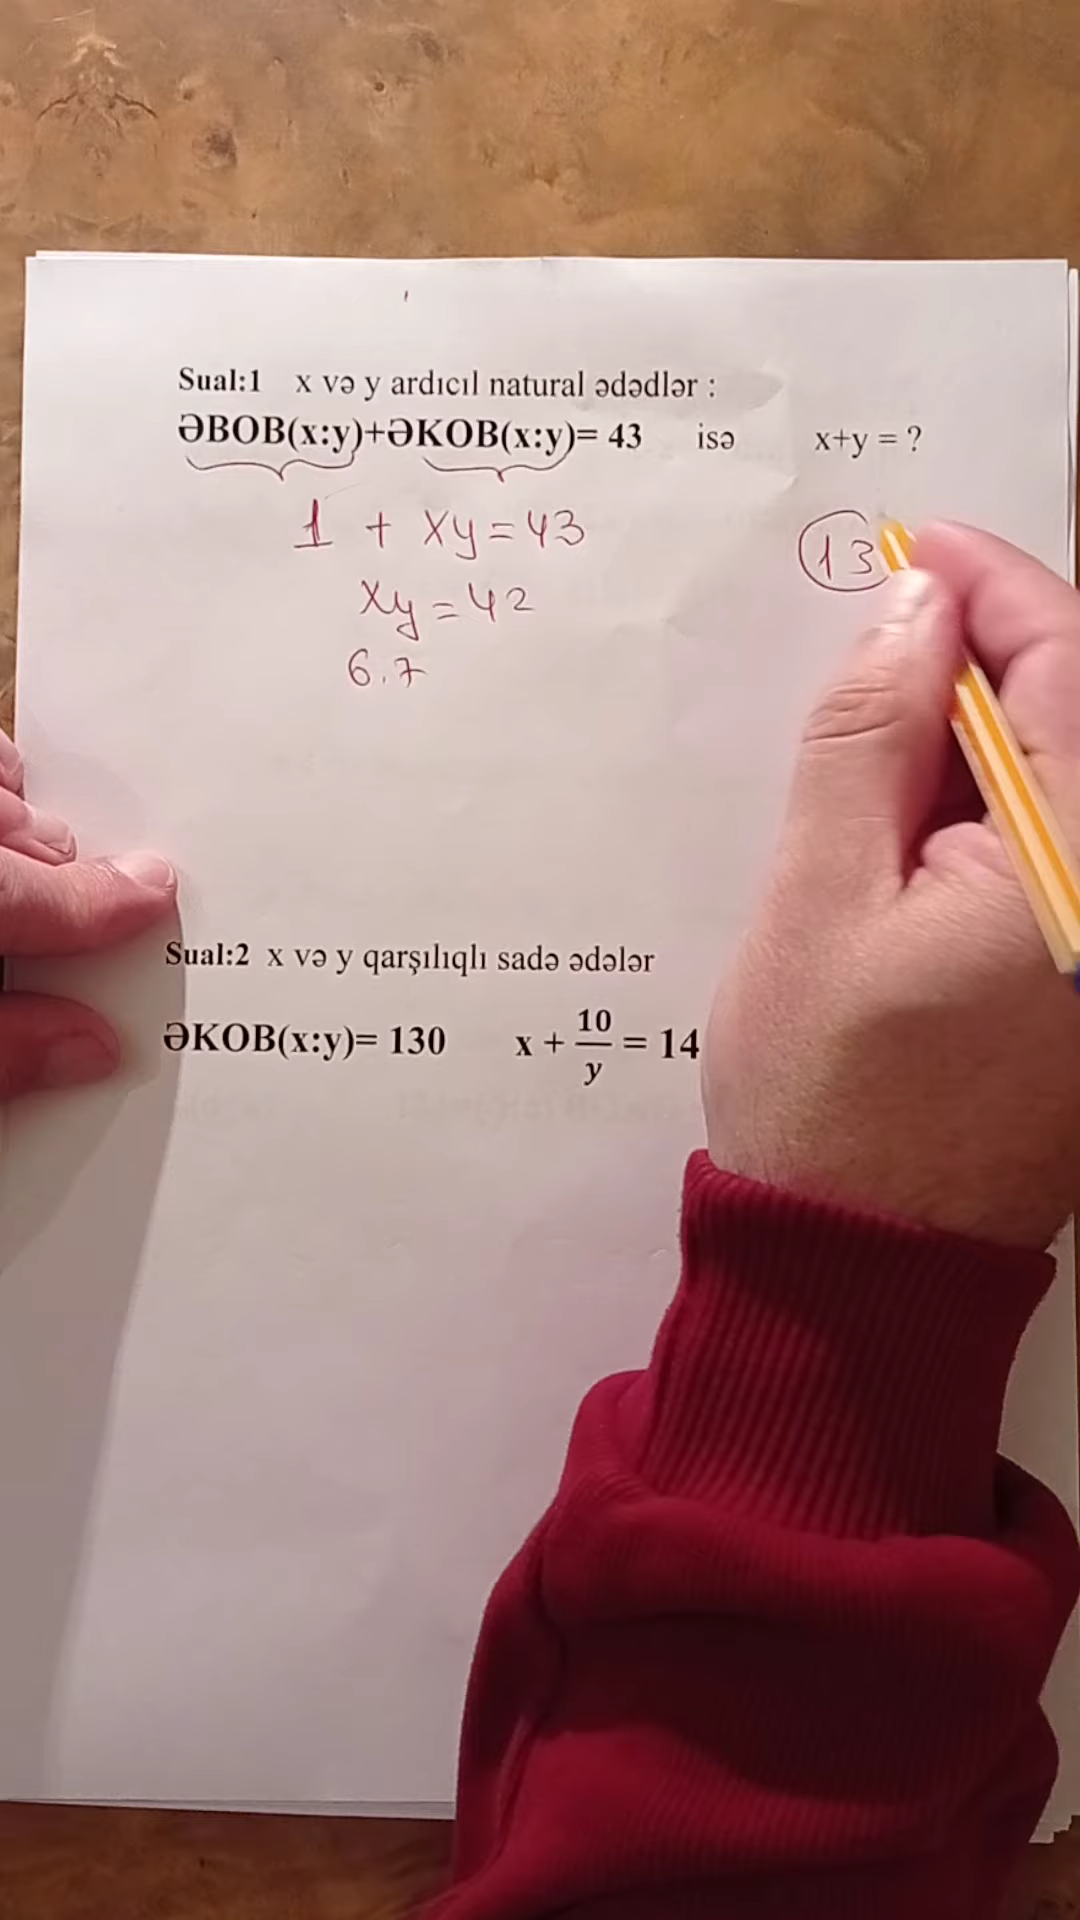 Sual:1 x və y ardıcıl natural ədədlər :
ƏBOB(x:y)+ƏKOB(x:y)= 43 isə x+y = ?
1 + xy = 43
13
xy = 42
6.7
Sual:2 x və y qarşılıqlı sadə ədələr
ƏKOB(x:y)= 130 x + 10/y = 14